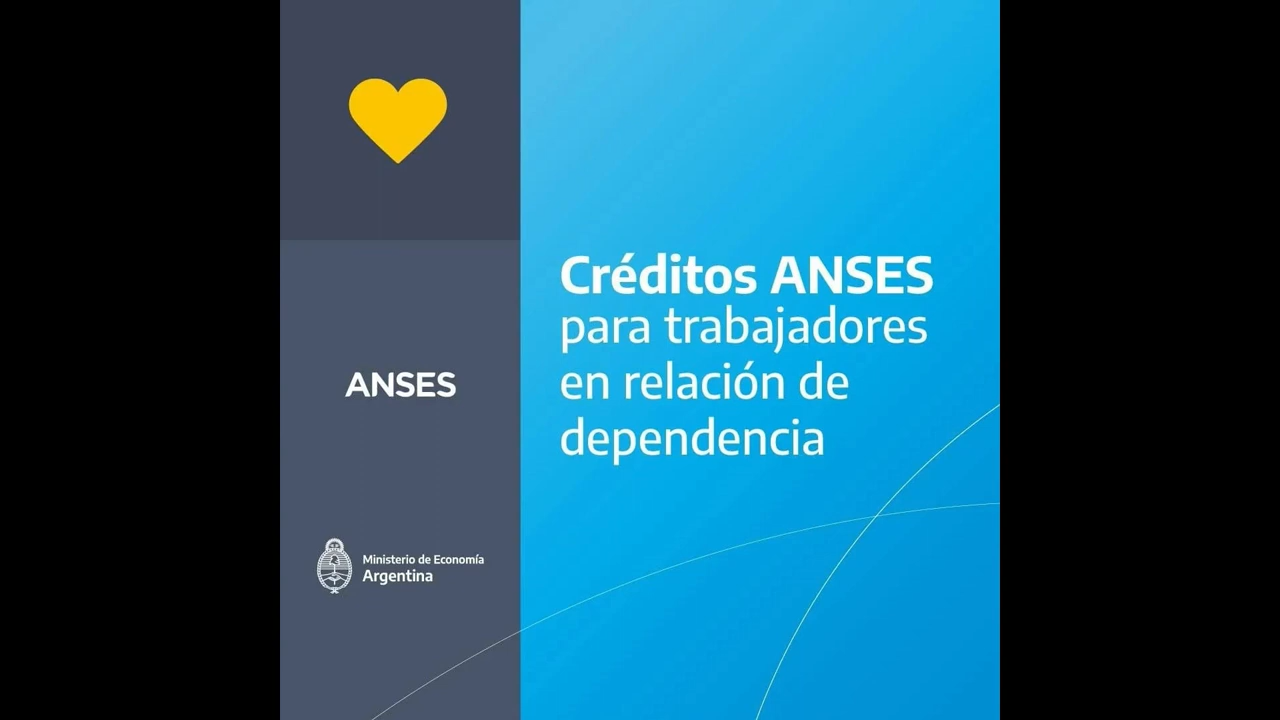 Créditos ANSES
para trabajadores
en relación de
dependencia
ANSES
Ministerio de Economía
Argentina